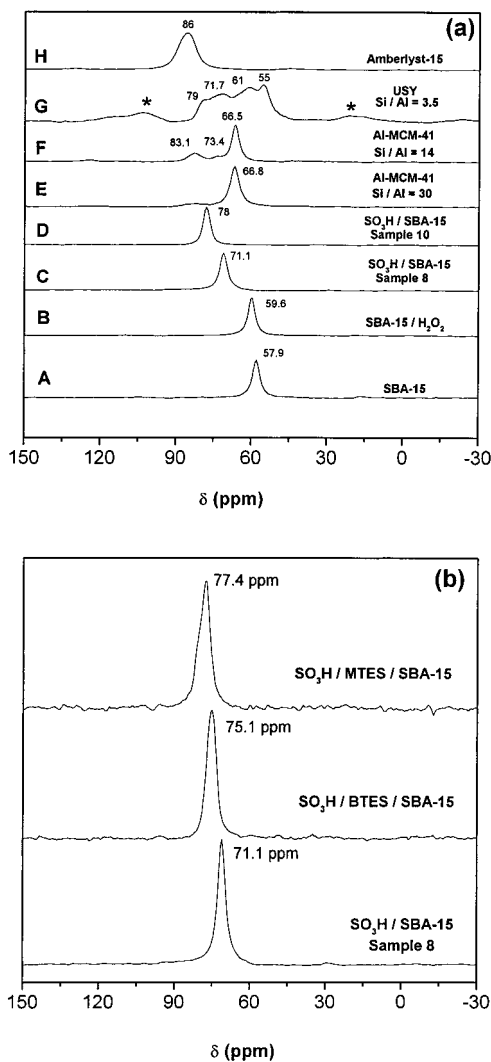 (a)
86
H
Amberlyst-15
79
71.7
61
55
USY
Si / Al = 3.5
G
*
*
83.1
73.4
66.5
Al-MCM-41
Si / Al = 14
F
66.8
Al-MCM-41
Si / Al = 30
E
78
SO₃H / SBA-15
Sample 10
D
71.1
SO₃H / SBA-15
Sample 8
C
59.6
SBA-15 / H₂O₂
B
57.9
SBA-15
A
150 120 90 60 30 0 -30
δ (ppm)
(b)
77.4 ppm
SO₃H / MTES / SBA-15
75.1 ppm
SO₃H / BTES / SBA-15
71.1 ppm
SO₃H / SBA-15
Sample 8
150 120 90 60 30 0 -30
δ (ppm)